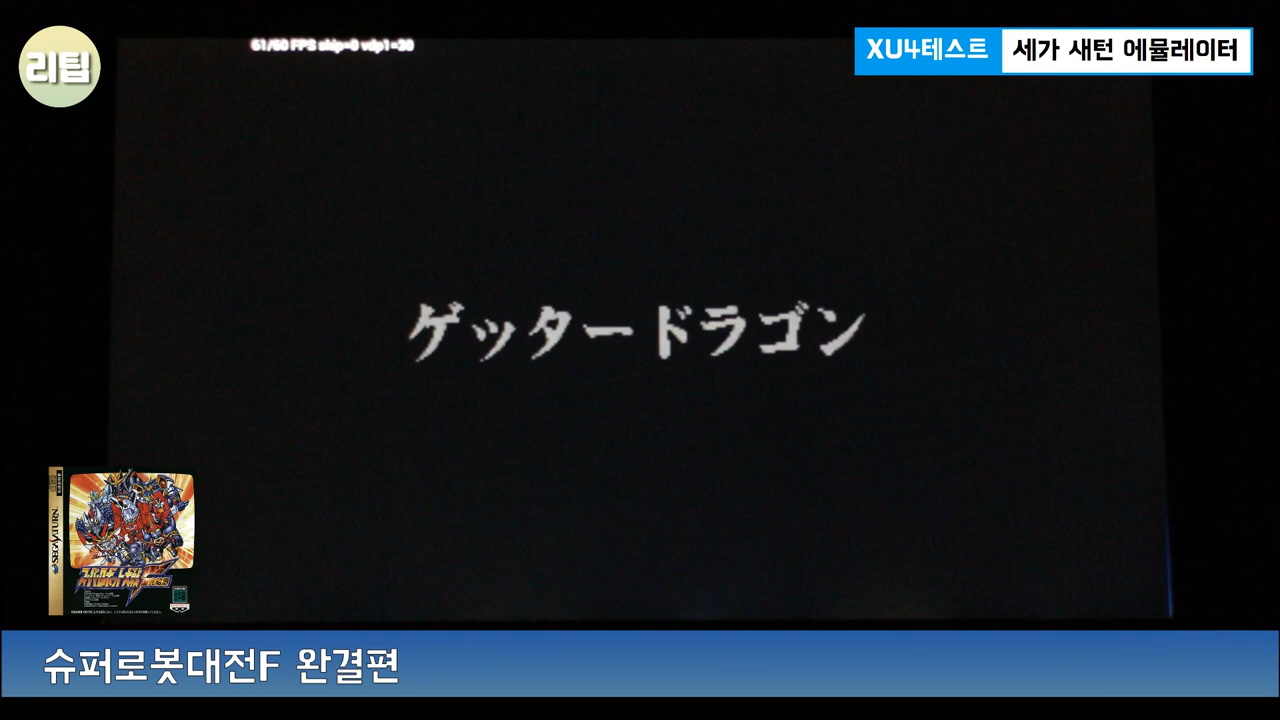 리팁
61/60 FPS skip=0 vdp1=30
XU4테스트 세가 새턴 에뮬레이터
ゲッタードラゴン
SEGA SATURN
슈퍼로봇대전F 완결편